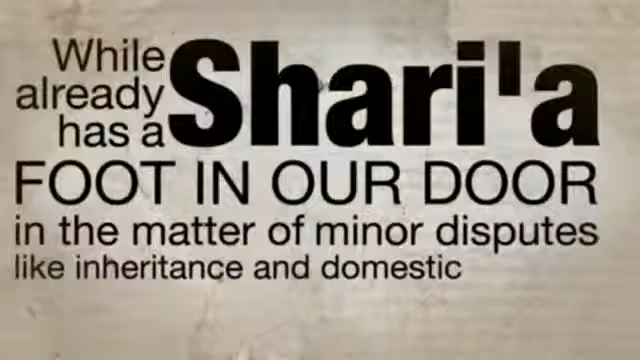 While
already
has a
Shari'a
FOOT IN OUR DOOR
in the matter of minor disputes
like inheritance and domestic